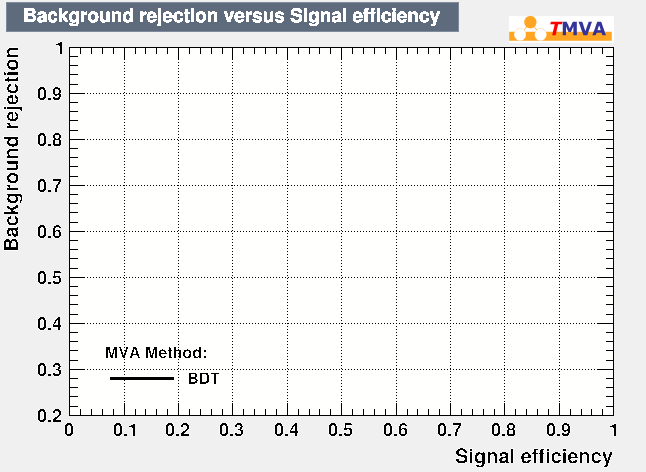 Background rejection versus Signal efficiency
TMVA
Background rejection
1
0.9
0.8
0.7
0.6
0.5
0.4
0.3
0.2
MVA Method:
BDT
0 0.1 0.2 0.3 0.4 0.5 0.6 0.7 0.8 0.9 1
Signal efficiency